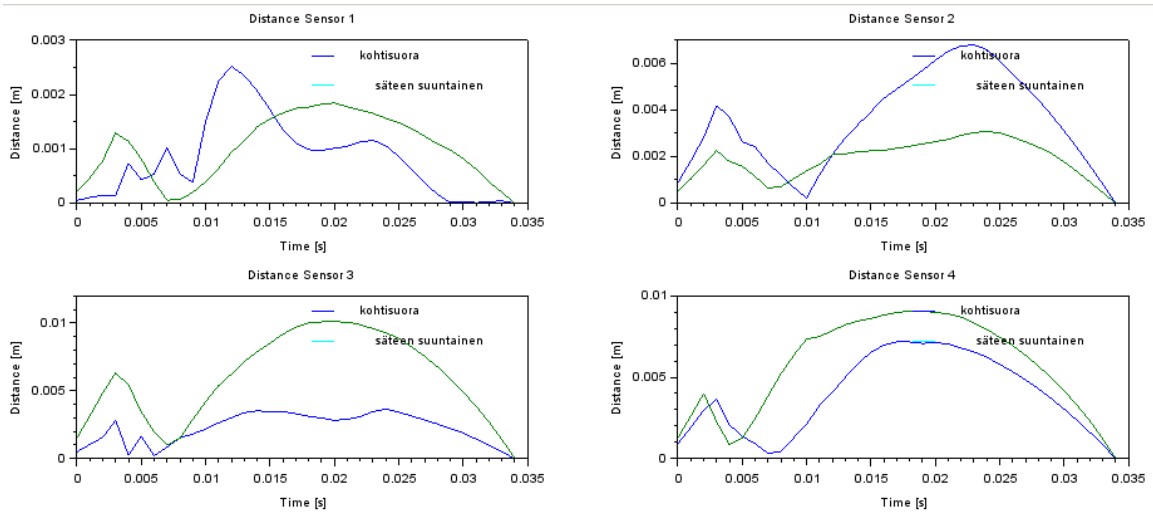 Distance Sensor 1
0.003
0.002
0.001
0
Distance [m]
kohtisuora
säteen suuntainen
0 0.005 0.01 0.015 0.02 0.025 0.03 0.035
Time [s]
Distance Sensor 2
0.006
0.004
0.002
0
Distance [m]
kohtisuora
säteen suuntainen
0 0.005 0.01 0.015 0.02 0.025 0.03 0.035
Time [s]
Distance Sensor 3
0.01
0.005
0
Distance [m]
kohtisuora
säteen suuntainen
0 0.005 0.01 0.015 0.02 0.025 0.03 0.035
Time [s]
Distance Sensor 4
0.01
0.005
0
Distance [m]
kohtisuora
säteen suuntainen
0 0.005 0.01 0.015 0.02 0.025 0.03 0.035
Time [s]